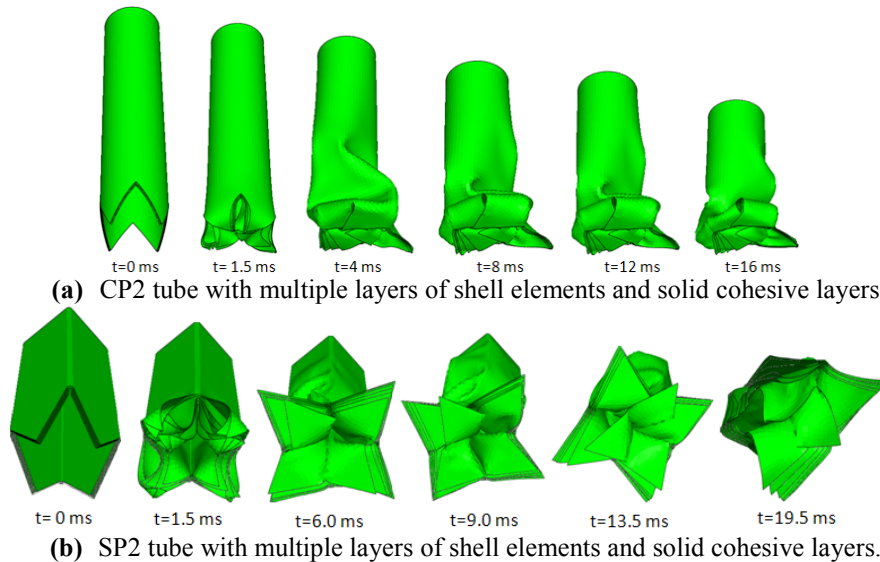 t=0 ms t= 1.5 ms t=4 ms t=8 ms t=12 ms t=16 ms
(a) CP2 tube with multiple layers of shell elements and solid cohesive layers
t= 0 ms t=1.5 ms t=6.0 ms t=9.0 ms t=13.5 ms t=19.5 ms
(b) SP2 tube with multiple layers of shell elements and solid cohesive layers.